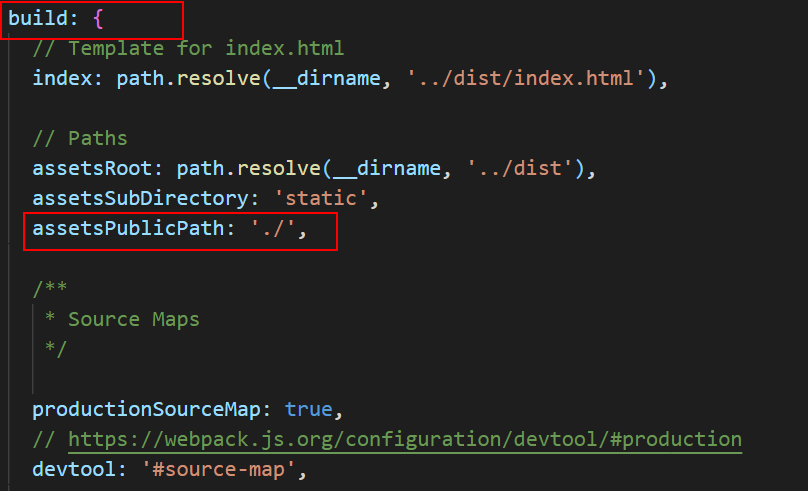 build: {
// Template for index.html
index: path.resolve(__dirname, '../dist/index.html'),
// Paths
assetsRoot: path.resolve(__dirname, '../dist'),
assetsSubDirectory: 'static',
assetsPublicPath: './',
/**
* Source Maps
*/
productionSourceMap: true,
// https://webpack.js.org/configuration/devtool/#production
devtool: '#source-map',